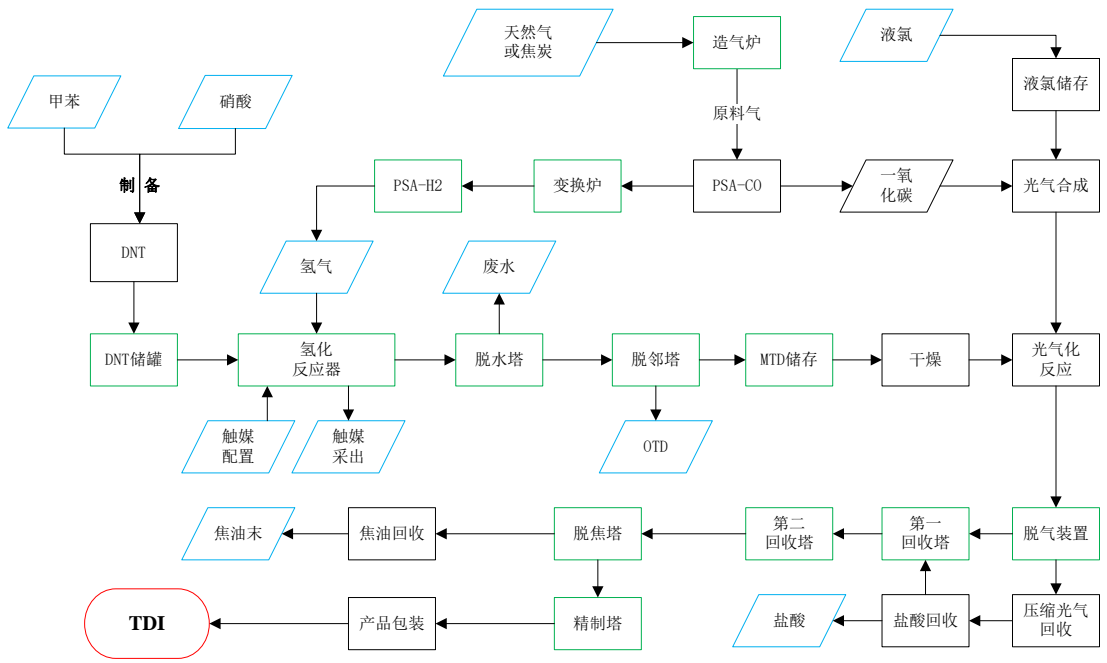 天然气
或焦炭
造气炉
液氯
甲苯
硝酸
液氯储存
原料气
制 备
PSA-H2
变换炉
PSA-CO
一氧
化碳
光气合成
DNT
氢气
废水
DNT储罐
氢化
反应器
脱水塔
脱邻塔
MTD储存
干燥
光气化
反应
触媒
配置
触媒
采出
OTD
焦油末
焦油回收
脱焦塔
第二
回收塔
第一
回收塔
脱气装置
TDI
产品包装
精制塔
盐酸
盐酸回收
压缩光气
回收